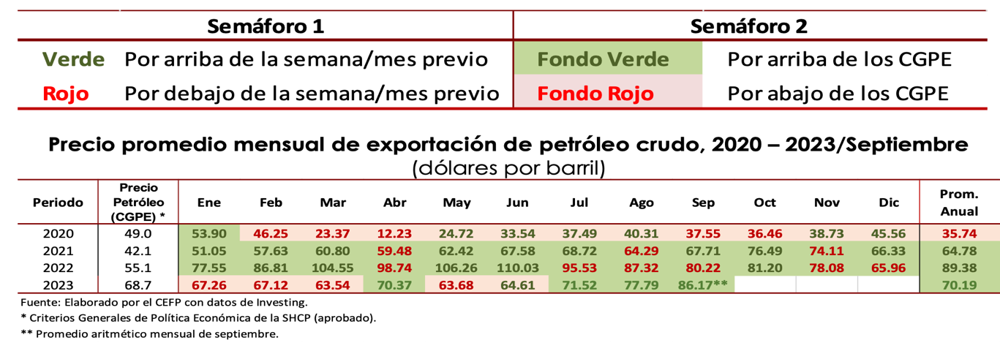 Semáforo 1 Semáforo 2
Verde Por arriba de la semana/mes previo Fondo Verde Por arriba de los CGPE
Rojo Por debajo de la semana/mes previo Fondo Rojo Por abajo de los CGPE
Precio promedio mensual de exportación de petróleo crudo, 2020 – 2023/Septiembre
(dólares por barril)
Periodo Precio Petróleo (CGPE) * Ene Feb Mar Abr May Jun Jul Ago Sep Oct Nov Dic Prom. Anual
2020 49.0 53.90 46.25 23.37 12.23 24.72 33.54 37.49 40.31 37.55 36.46 38.73 45.56 35.74
2021 42.1 51.05 57.63 60.80 59.48 62.42 67.58 68.72 64.29 67.71 76.49 74.11 66.33 64.78
2022 55.1 77.55 86.81 104.55 98.74 106.26 110.03 95.53 87.32 80.22 81.20 78.08 65.96 89.38
2023 68.7 67.26 67.12 63.54 70.37 63.68 64.61 71.52 77.79 86.17** 70.19
Fuente: Elaborado por el CEFP con datos de Investing.
* Criterios Generales de Política Económica de la SHCP (aprobado).
** Promedio aritmético mensual de septiembre.